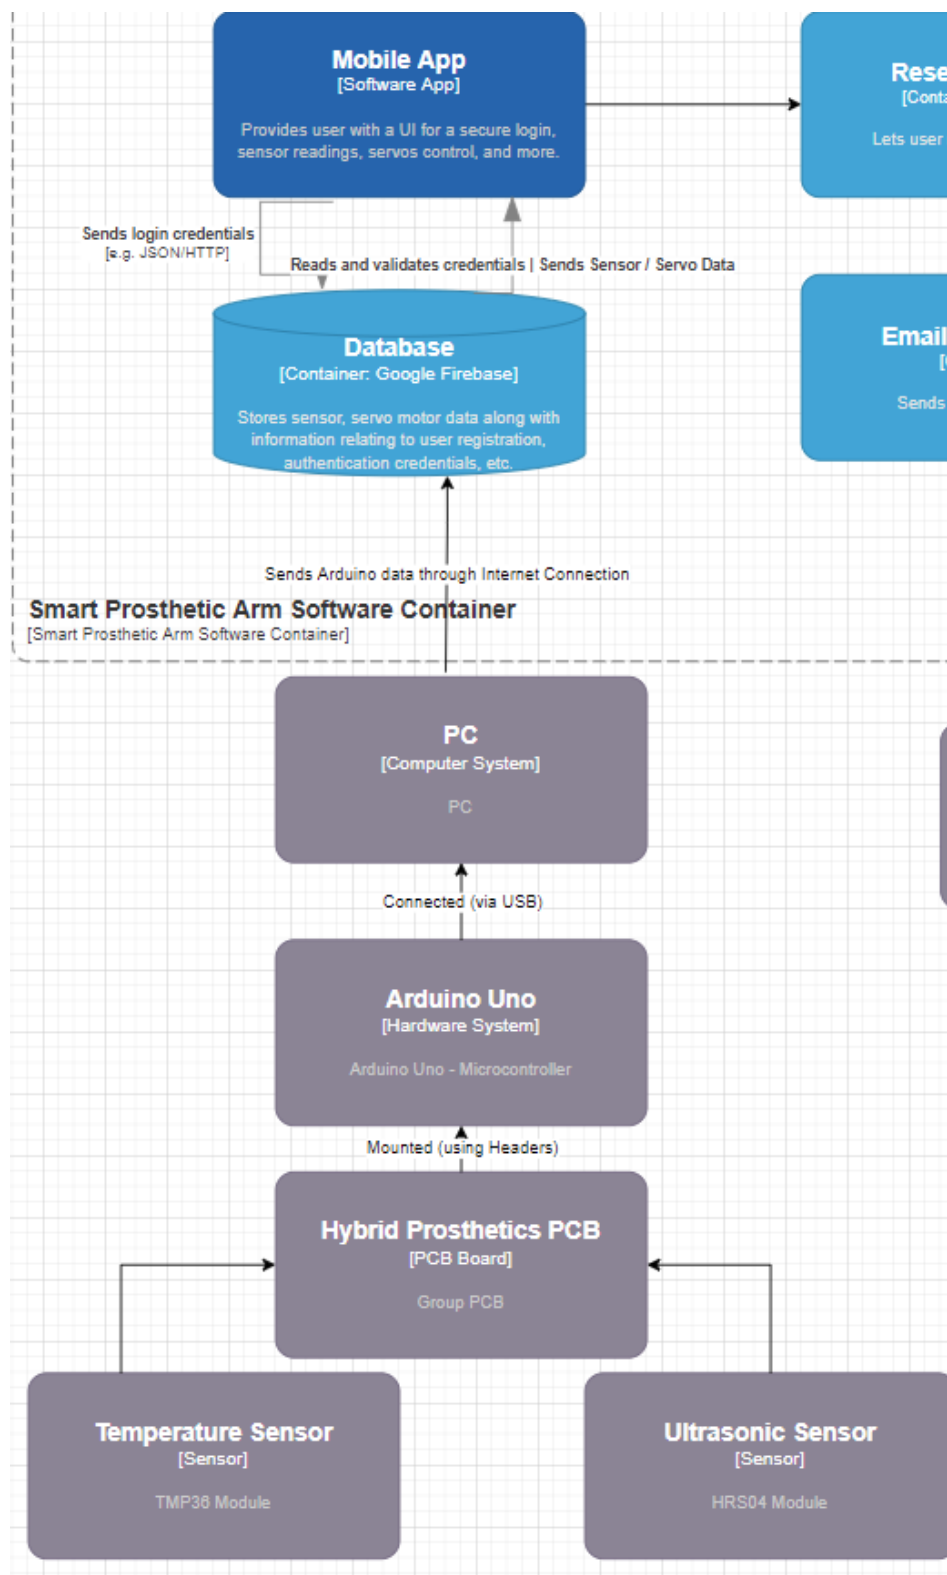 Mobile App
[Software App]
Provides user with a UI for a secure login,
sensor readings, servos control, and more.
Lets user
Sends login credentials
[e.g. JSON/HTTP]
Reads and validates credentials | Sends Sensor / Servo Data
Database
[Container: Google Firebase]
Stores sensor, servo motor data along with
information relating to user registration,
authentication credentials, etc.
Email
Sends
Sends Arduino data through Internet Connection
Smart Prosthetic Arm Software Container
[Smart Prosthetic Arm Software Container]
PC
[Computer System]
PC
Connected (via USB)
Arduino Uno
[Hardware System]
Arduino Uno - Microcontroller
Mounted (using Headers)
Hybrid Prosthetics PCB
[PCB Board]
Group PCB
Temperature Sensor
[Sensor]
TMP36 Module
Ultrasonic Sensor
[Sensor]
HRS04 Module